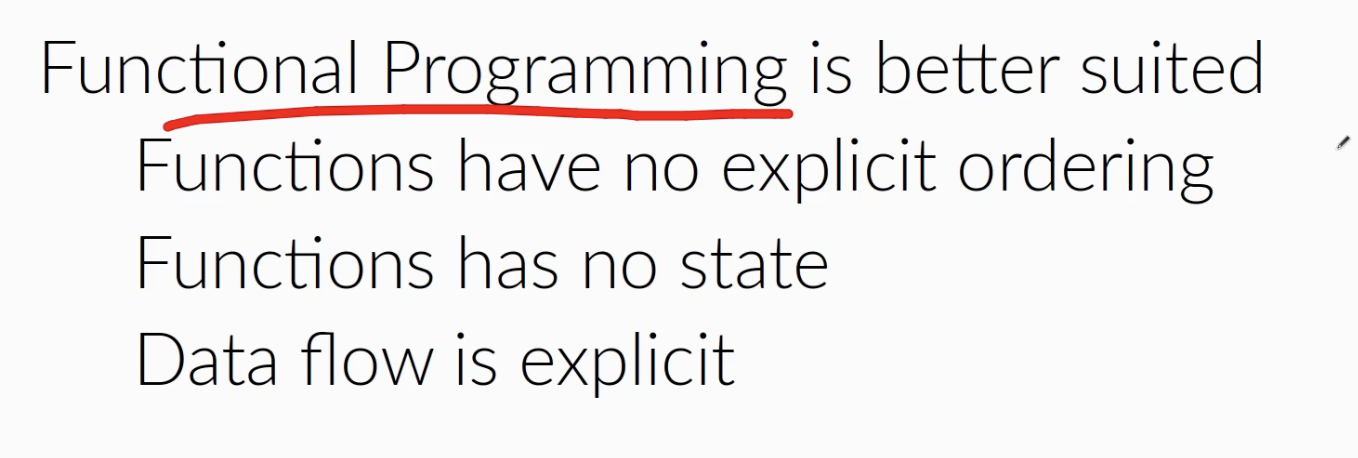 Functional Programming is better suited
Functions have no explicit ordering
Functions has no state
Data flow is explicit